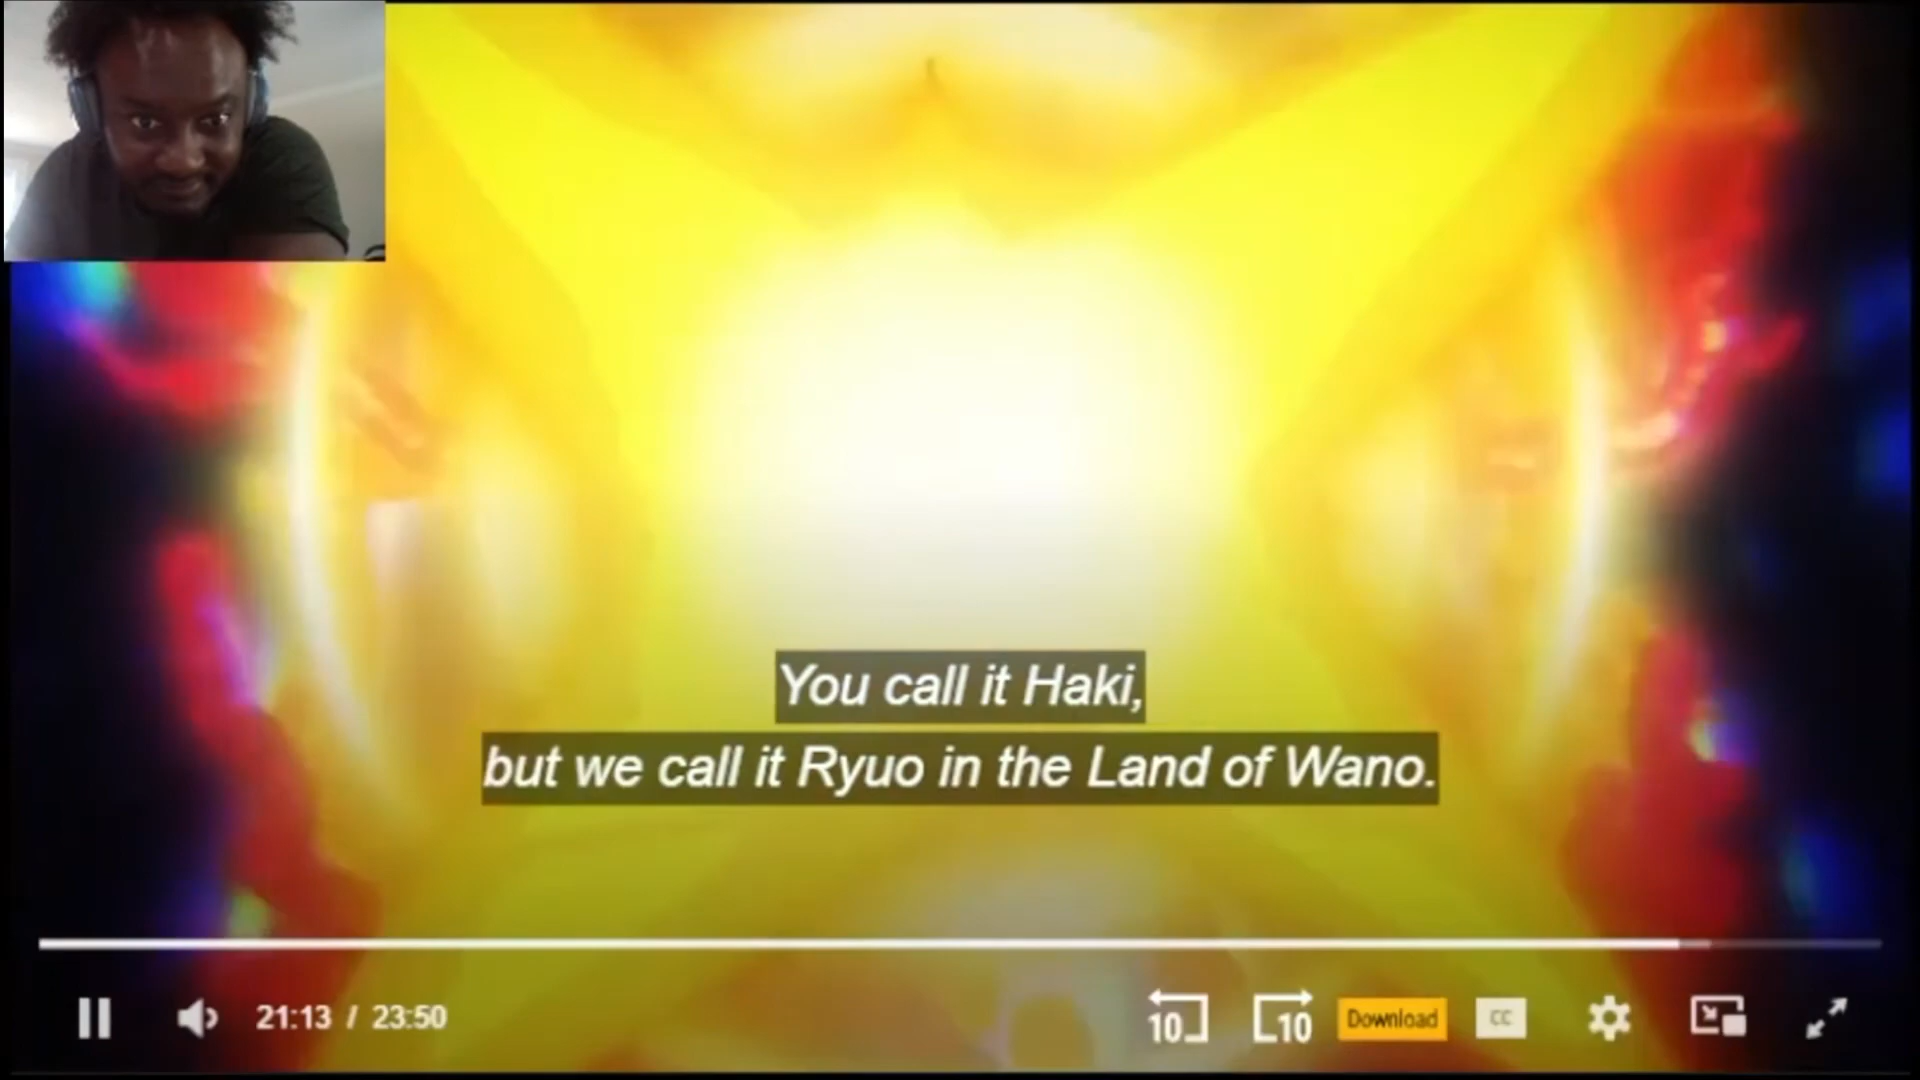 You call it Haki,
but we call it Ryuo in the Land of Wano.
21:13 / 23:50
10
10
Download
CC